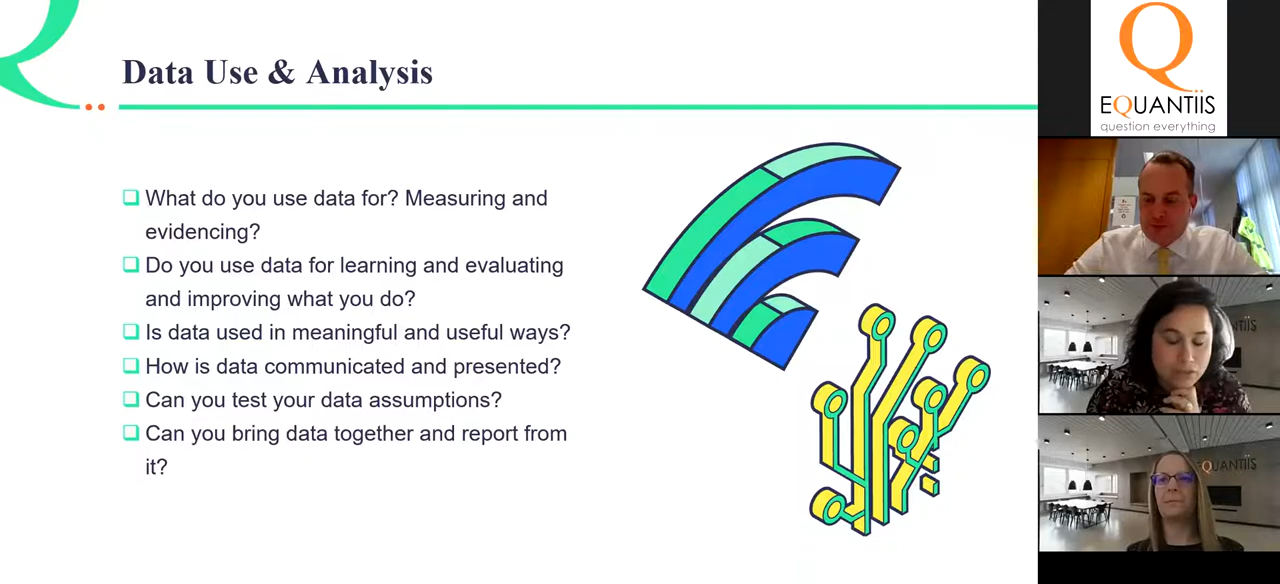 Data Use & Analysis
What do you use data for? Measuring and
evidencing?
Do you use data for learning and evaluating
and improving what you do?
Is data used in meaningful and useful ways?
How is data communicated and presented?
Can you test your data assumptions?
Can you bring data together and report from
it?
EQUANTIIS
question everything
QUANTIIS